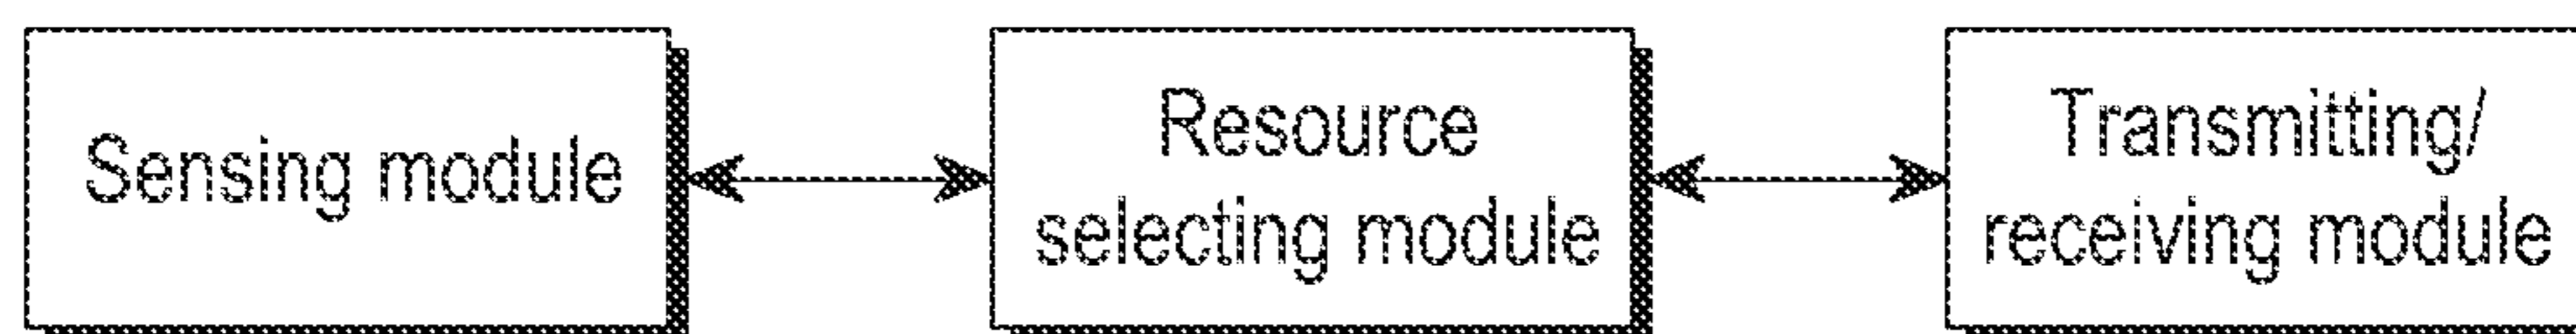 Sensing module
Resource
selecting module
Transmitting/
receiving module